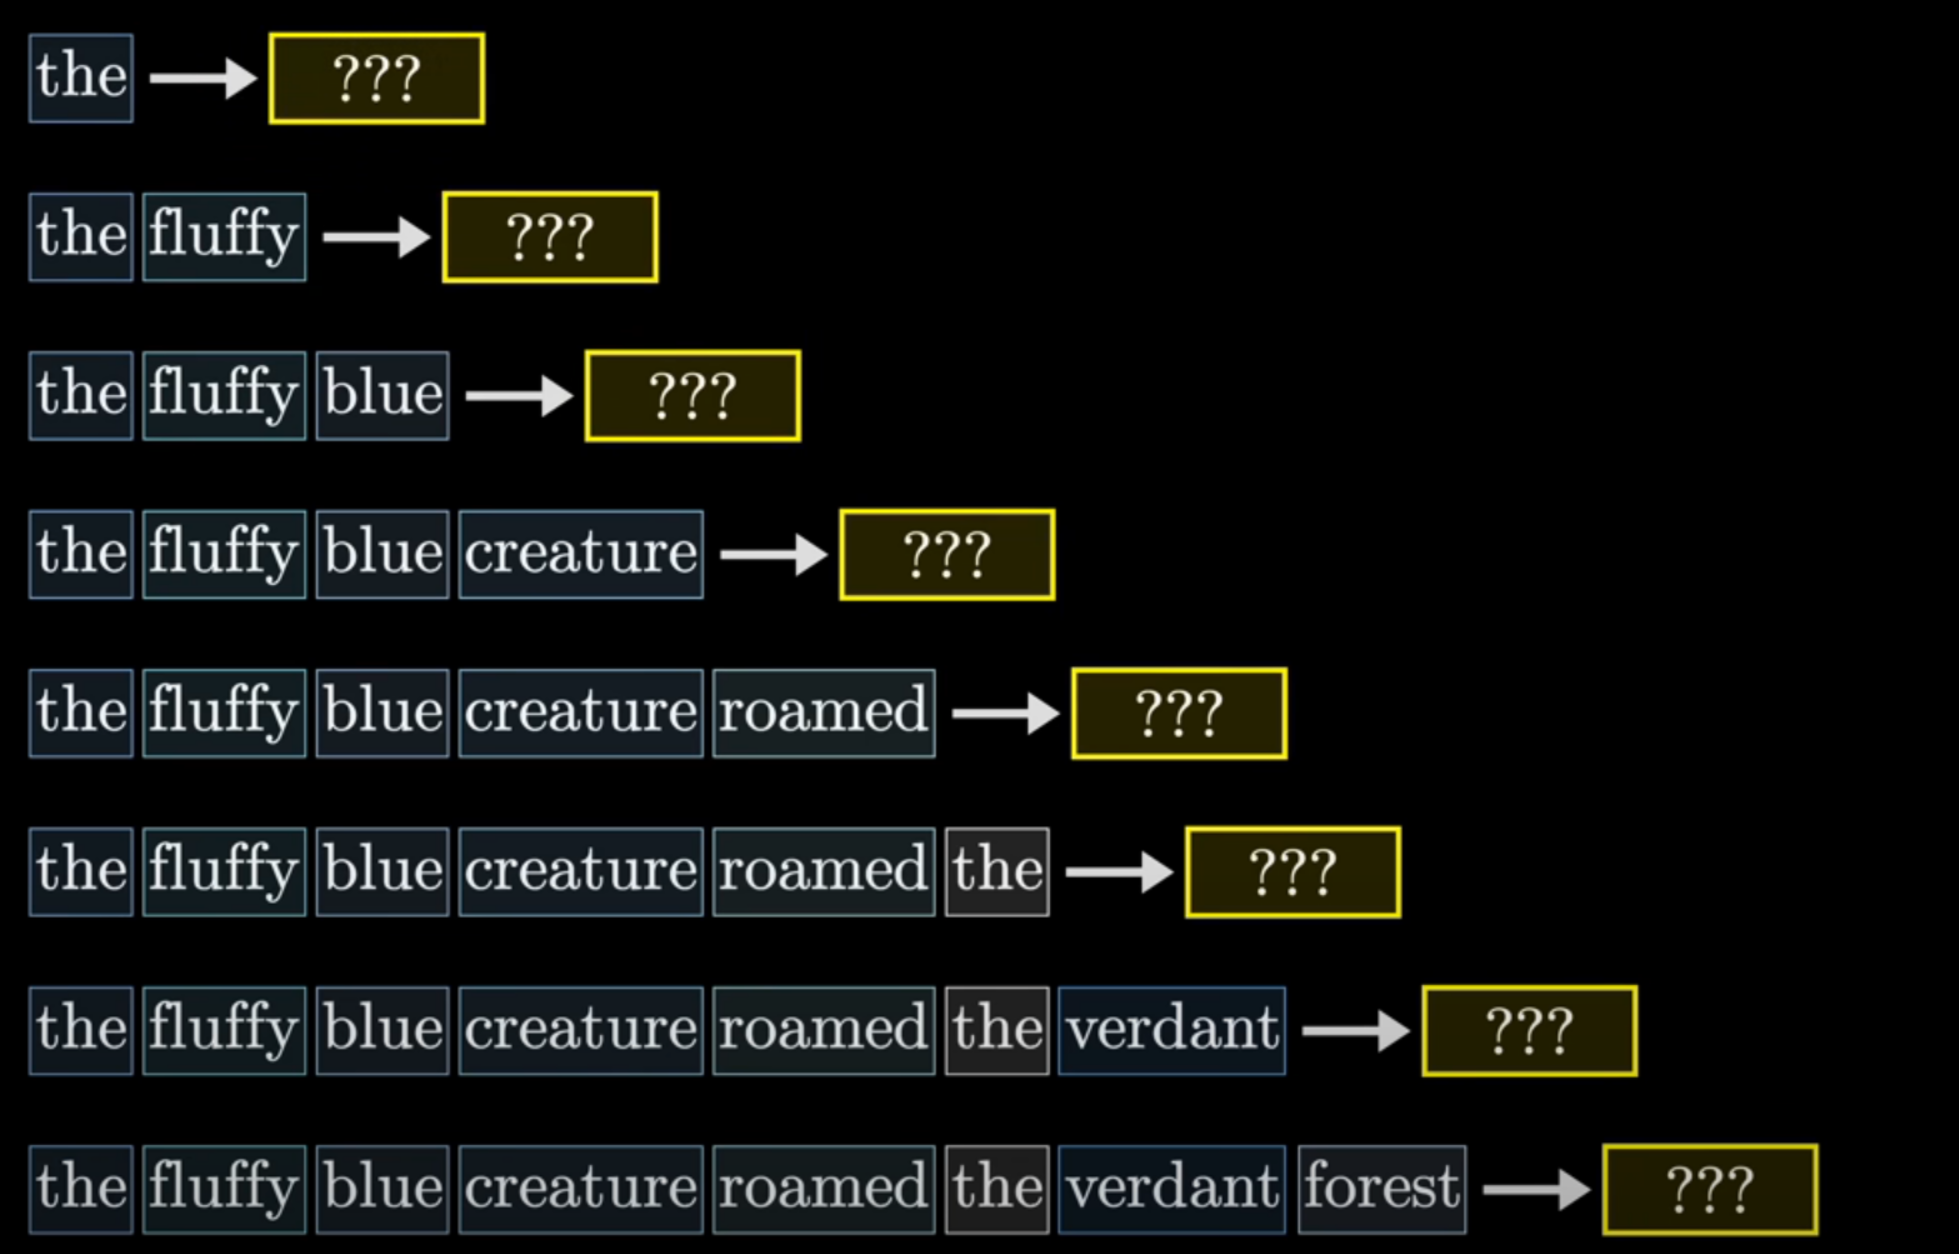 the ???
the fluffy ???
the fluffy blue ???
the fluffy blue creature ???
the fluffy blue creature roamed ???
the fluffy blue creature roamed the ???
the fluffy blue creature roamed the verdant ???
the fluffy blue creature roamed the verdant forest ???